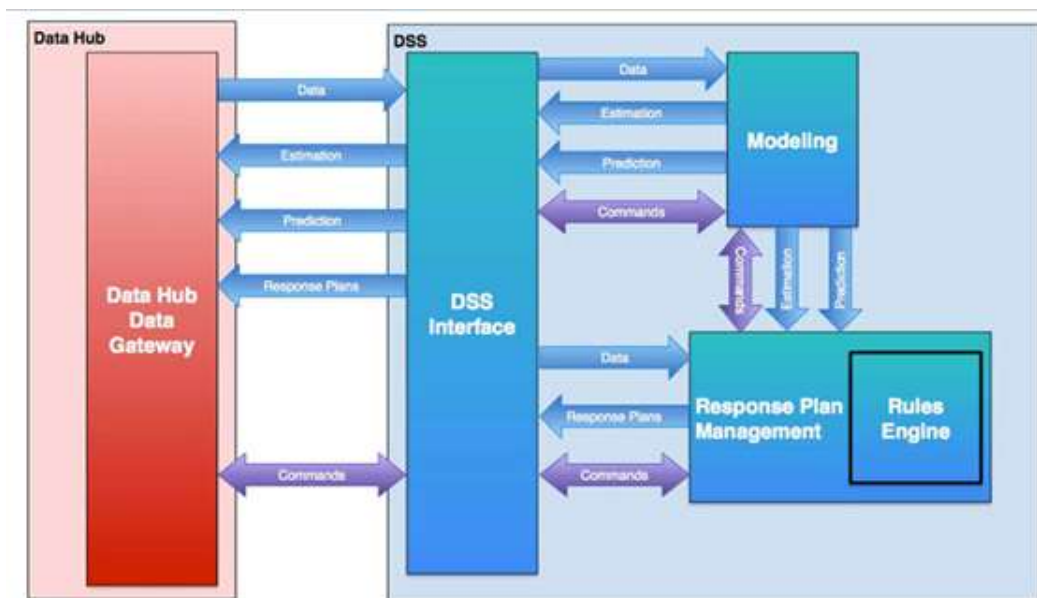 Data Hub
DSS
Data
Data
Estimation
Modeling
Estimation
Prediction
Prediction
Commands
Commands
Estimation
Prediction
Response Plans
Data Hub
Data
Gateway
DSS
Interface
Data
Response Plans
Response Plan
Management
Rules
Engine
Commands
Commands